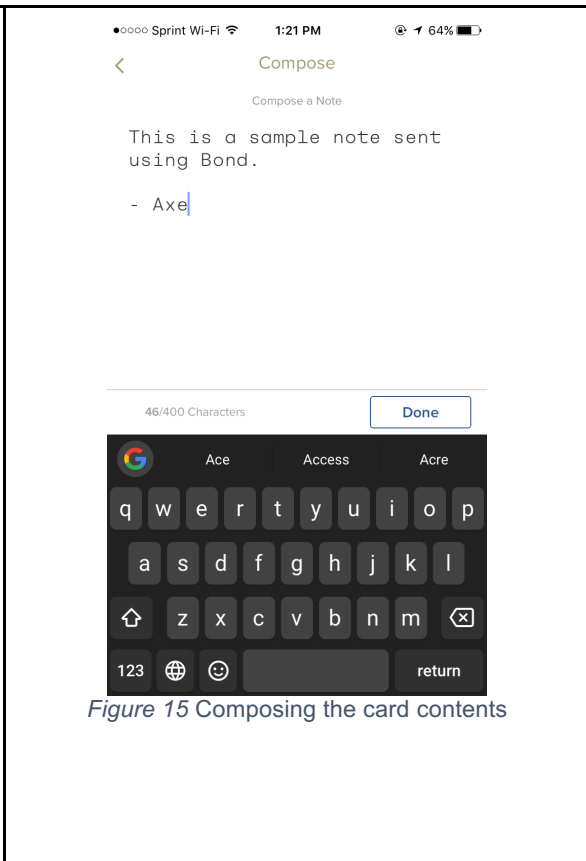 Sprint Wi-Fi 1:21 PM 64%
Compose
Compose a Note
This is a sample note sent
using Bond.
- Axe
46/400 Characters Done
G Ace Access Acre
q w e r t y u i o p
a s d f g h j k l
z x c v b n m
123 return
Figure 15 Composing the card contents